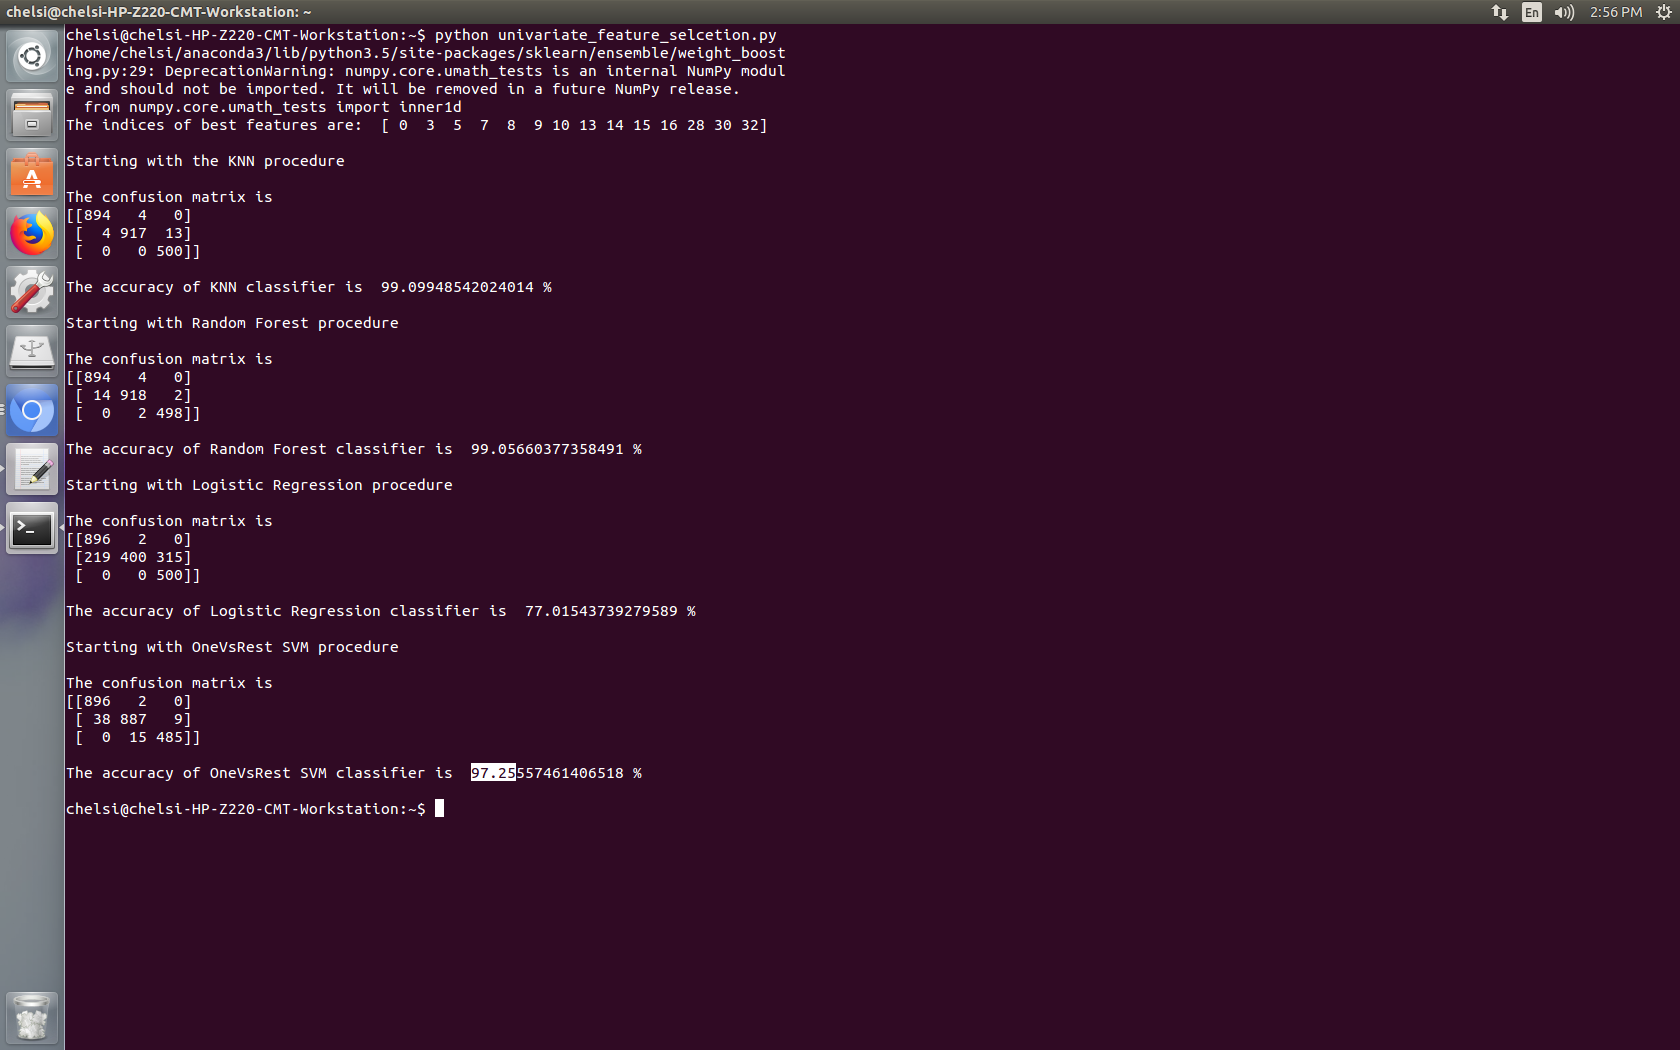 chelsi@chelsi-HP-Z220-CMT-Workstation: ~
En
2:56 PM
chelsi@chelsi-HP-Z220-CMT-Workstation:~$ python univariate_feature_selcetion.py
/home/chelsi/anaconda3/lib/python3.5/site-packages/sklearn/ensemble/weight_boost
ing.py:29: DeprecationWarning: numpy.core.umath_tests is an internal NumPy modul
e and should not be imported. It will be removed in a future NumPy release.
  from numpy.core.umath_tests import inner1d
The indices of best features are:  [ 0  3  5  7  8  9 10 13 14 15 16 28 30 32]
Starting with the KNN procedure
The confusion matrix is
[[894   4   0]
 [  4 917  13]
 [  0   0 500]]
The accuracy of KNN classifier is  99.09948542024014 %
Starting with Random Forest procedure
The confusion matrix is
[[894   4   0]
 [ 14 918   2]
 [  0   2 498]]
The accuracy of Random Forest classifier is  99.05660377358491 %
Starting with Logistic Regression procedure
The confusion matrix is
[[896   2   0]
 [219 400 315]
 [  0   0 500]]
The accuracy of Logistic Regression classifier is  77.01543739279589 %
Starting with OneVsRest SVM procedure
The confusion matrix is
[[896   2   0]
 [ 38 887   9]
 [  0  15 485]]
The accuracy of OneVsRest SVM classifier is  97.25557461406518 %
chelsi@chelsi-HP-Z220-CMT-Workstation:~$